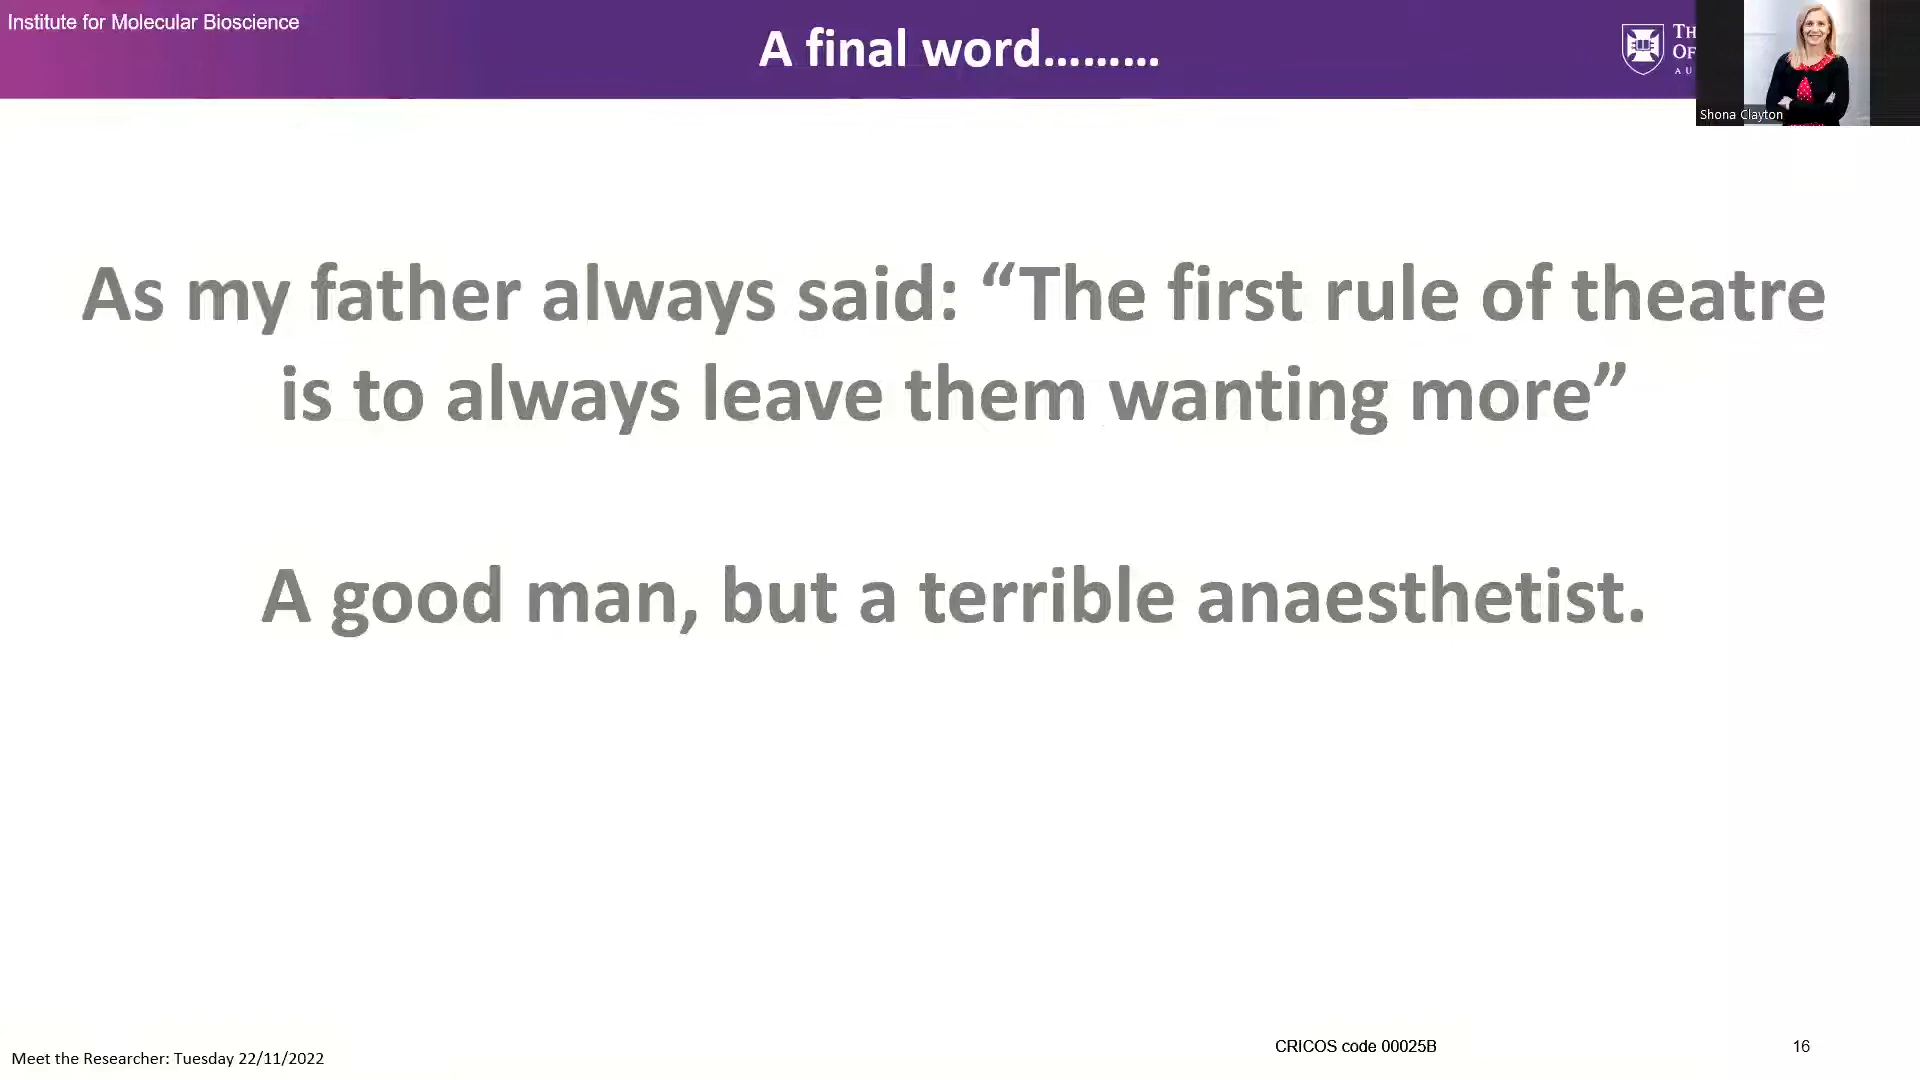 Institute for Molecular Bioscience
A final word.........
Shona Clayton
As my father always said: “The first rule of theatre
is to always leave them wanting more”
A good man, but a terrible anaesthetist.
Meet the Researcher: Tuesday 22/11/2022
CRICOS code 00025B
16